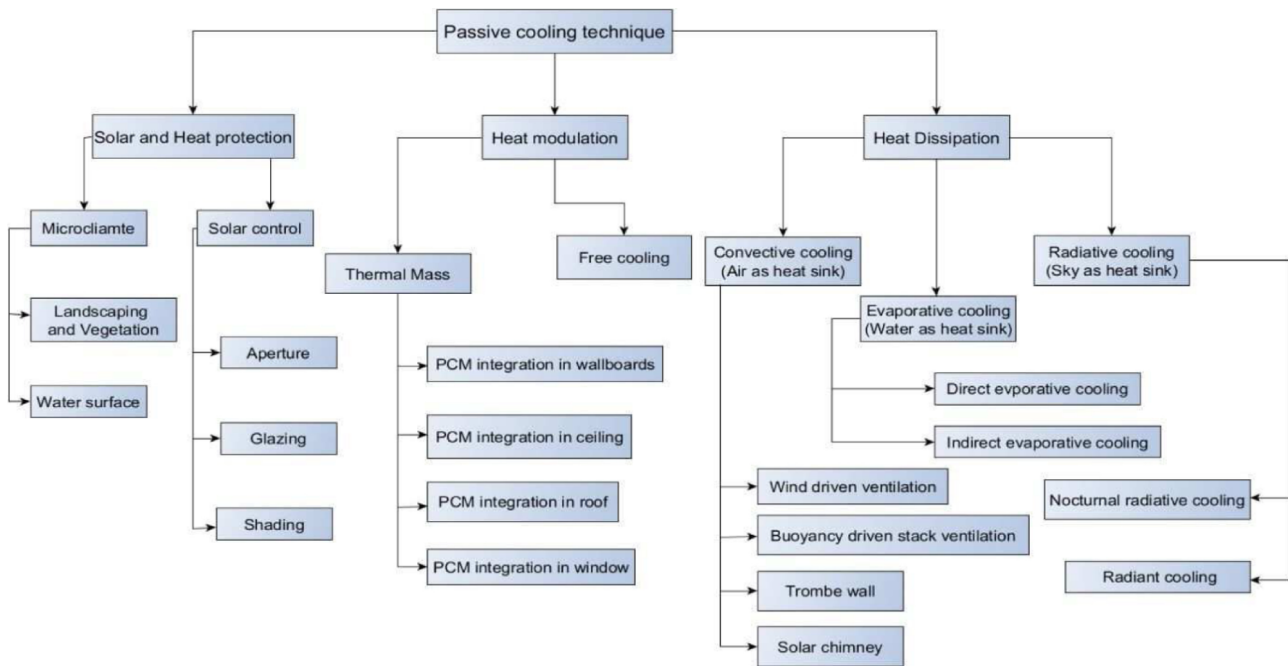 Passive cooling technique
Solar and Heat protection
Heat modulation
Heat Dissipation
Microcliamte
Solar control
Free cooling
Thermal Mass
Convective cooling
(Air as heat sink)
Radiative cooling
(Sky as heat sink)
Evaporative cooling
(Water as heat sink)
Landscaping
and Vegetation
Water surface
Aperture
Glazing
Shading
PCM integration in wallboards
PCM integration in ceiling
PCM integration in roof
PCM integration in window
Direct evporative cooling
Indirect evaporative cooling
Wind driven ventilation
Buoyancy driven stack ventilation
Trombe wall
Solar chimney
Nocturnal radiative cooling
Radiant cooling